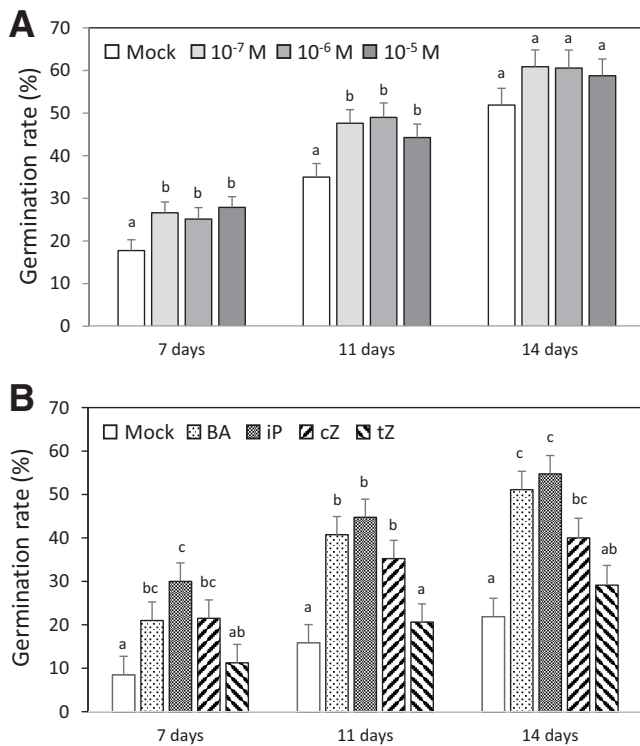 A
Germination rate (%)
70
60
50
40
30
20
10
0
Mock 10⁻⁷ M 10⁻⁶ M 10⁻⁵ M
a b b b
a b b b
a a a a
7 days 11 days 14 days
B
Germination rate (%)
70
60
50
40
30
20
10
0
Mock BA iP cZ tZ
a bc c bc ab
a b b b a
a c c bc ab
7 days 11 days 14 days